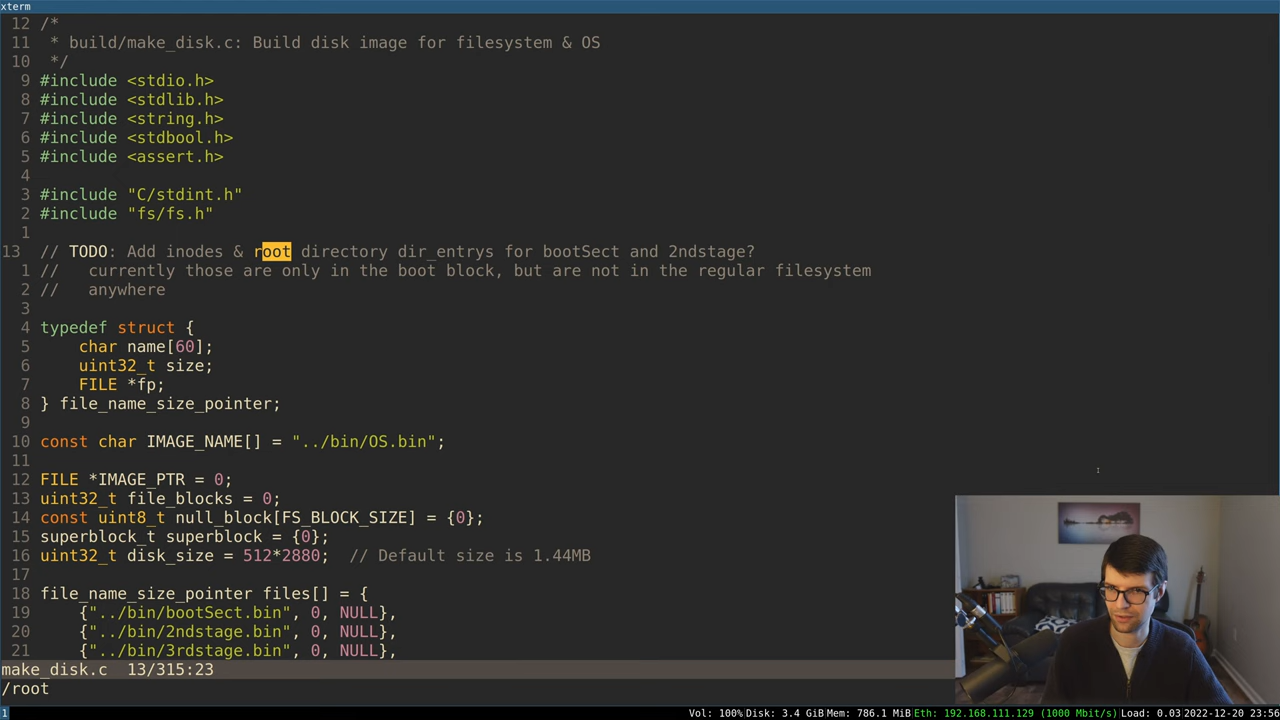 xterm
12 /*
11  * build/make_disk.c: Build disk image for filesystem & OS
10  */
9 #include <stdio.h>
8 #include <stdlib.h>
7 #include <string.h>
6 #include <stdbool.h>
5 #include <assert.h>
4
3 #include "C/stdint.h"
2 #include "fs/fs.h"
1
13 // TODO: Add inodes & root directory dir_entrys for bootSect and 2ndstage?
1 //   currently those are only in the boot block, but are not in the regular filesystem
2 //   anywhere
3
4 typedef struct {
5     char name[60];
6     uint32_t size;
7     FILE *fp;
8 } file_name_size_pointer;
9
10 const char IMAGE_NAME[] = "../bin/OS.bin";
11
12 FILE *IMAGE_PTR = 0;
13 uint32_t file_blocks = 0;
14 const uint8_t null_block[FS_BLOCK_SIZE] = {0};
15 superblock_t superblock = {0};
16 uint32_t disk_size = 512*2880;  // Default size is 1.44MB
17
18 file_name_size_pointer files[] = {
19     {"../bin/bootSect.bin", 0, NULL},
20     {"../bin/2ndstage.bin", 0, NULL},
21     {"../bin/3rdstage.bin", 0, NULL},
make_disk.c  13/315:23
/root
1 Vol: 100% Disk: 3.4 GiB Mem: 786.1 MiB Eth: 192.168.111.129 (1000 Mbit/s) Load: 0.03 2022-12-20 23:56